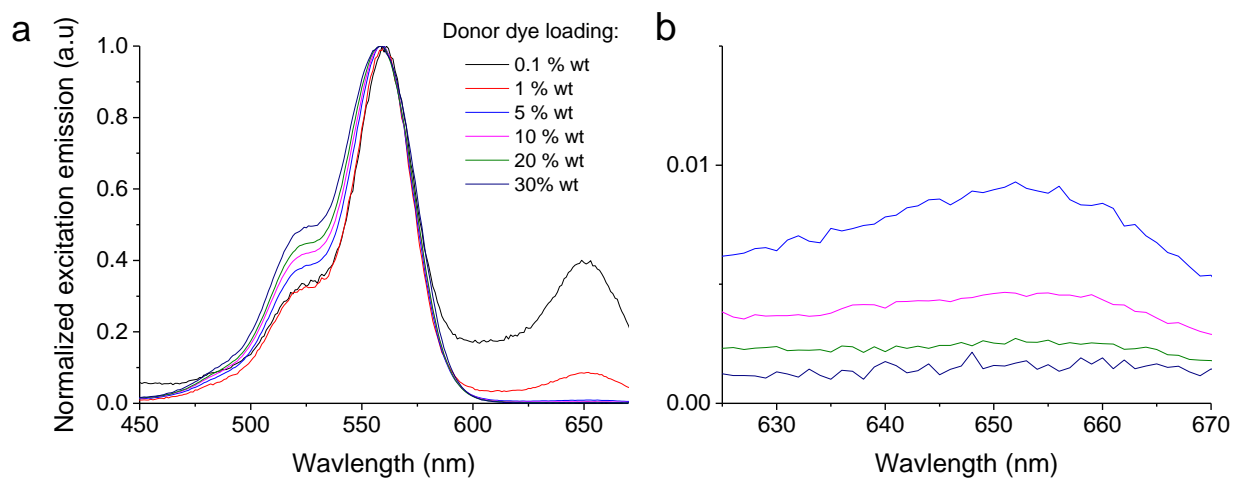 a
Normalized excitation emission (a.u)
1.0
0.8
0.6
0.4
0.2
0.0
450
500
550
600
650
Wavlength (nm)
Donor dye loading:
0.1 % wt
1 % wt
5 % wt
10 % wt
20 % wt
30% wt
b
0.01
0.00
630
640
650
660
670
Wavlength (nm)